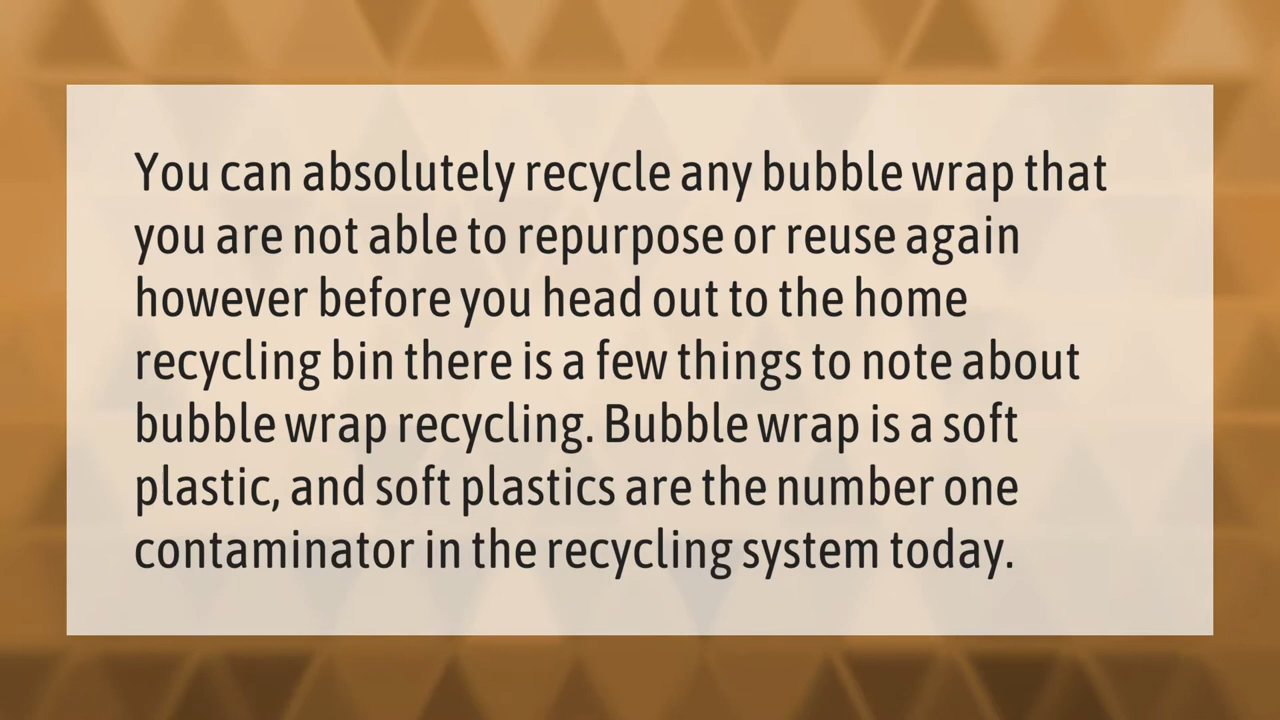 You can absolutely recycle any bubble wrap that
you are not able to repurpose or reuse again
however before you head out to the home
recycling bin there is a few things to note about
bubble wrap recycling. Bubble wrap is a soft
plastic, and soft plastics are the number one
contaminator in the recycling system today.